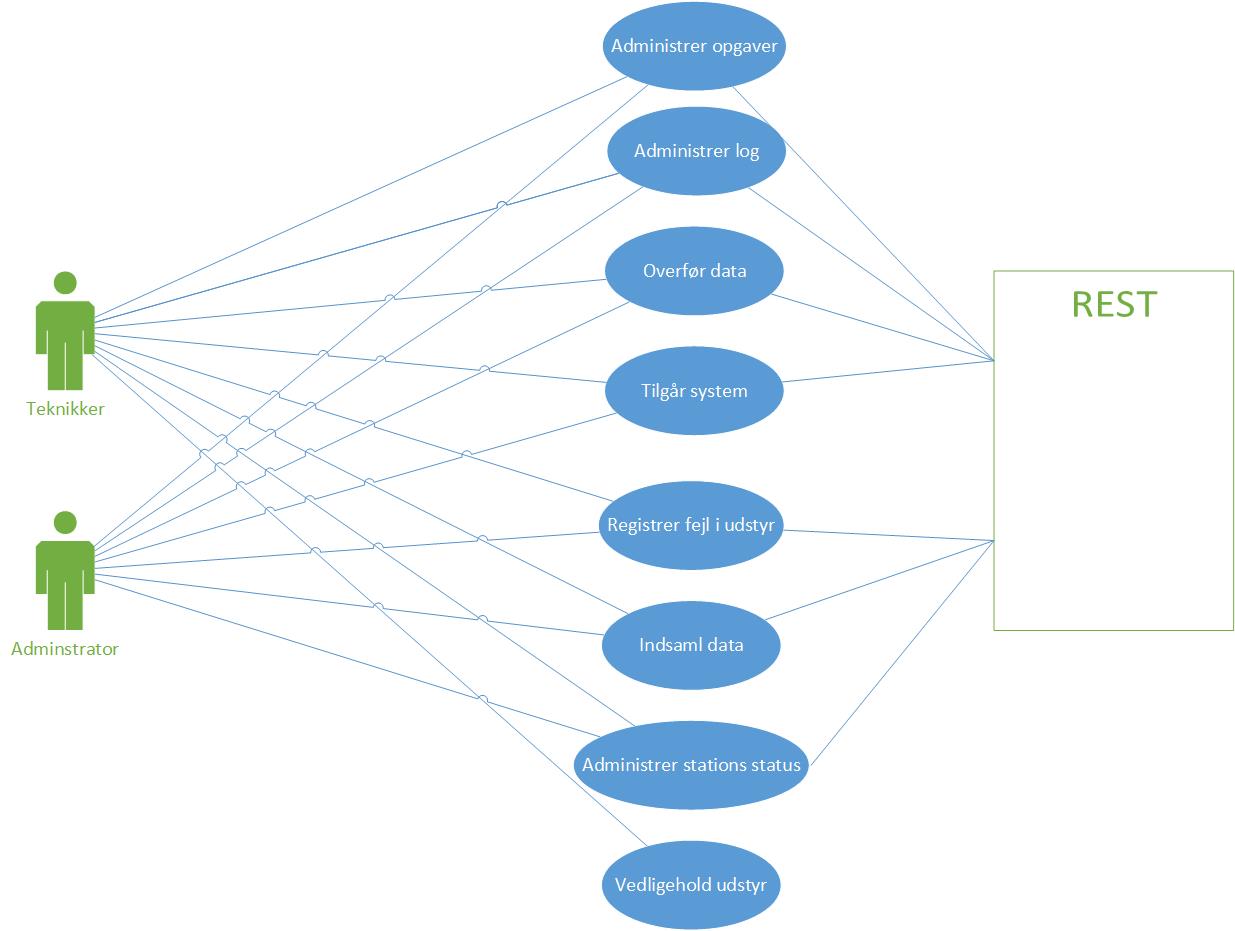 Administrer opgaver
Administrer log
Overfør data
REST
Tilgår system
Teknikker
Registrer fejl i udstyr
Adminstrator
Indsaml data
Administrer stations status
Vedligehold udstyr